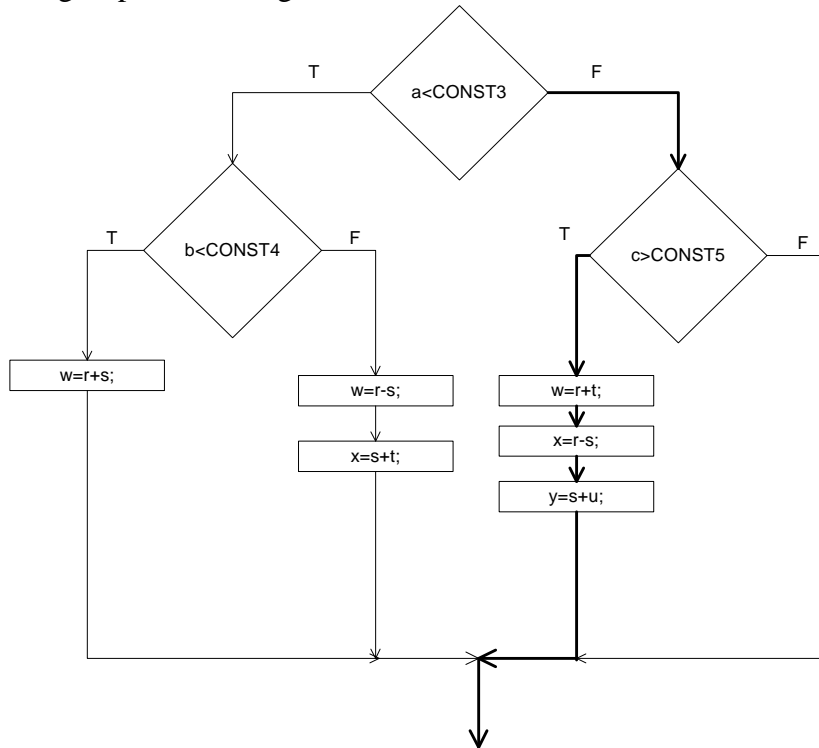 T
F
a<CONST3
T
b<CONST4
F
T
c>CONST5
F
w=r+s;
w=r-s;
x=s+t;
w=r+t;
x=r-s;
y=s+u;